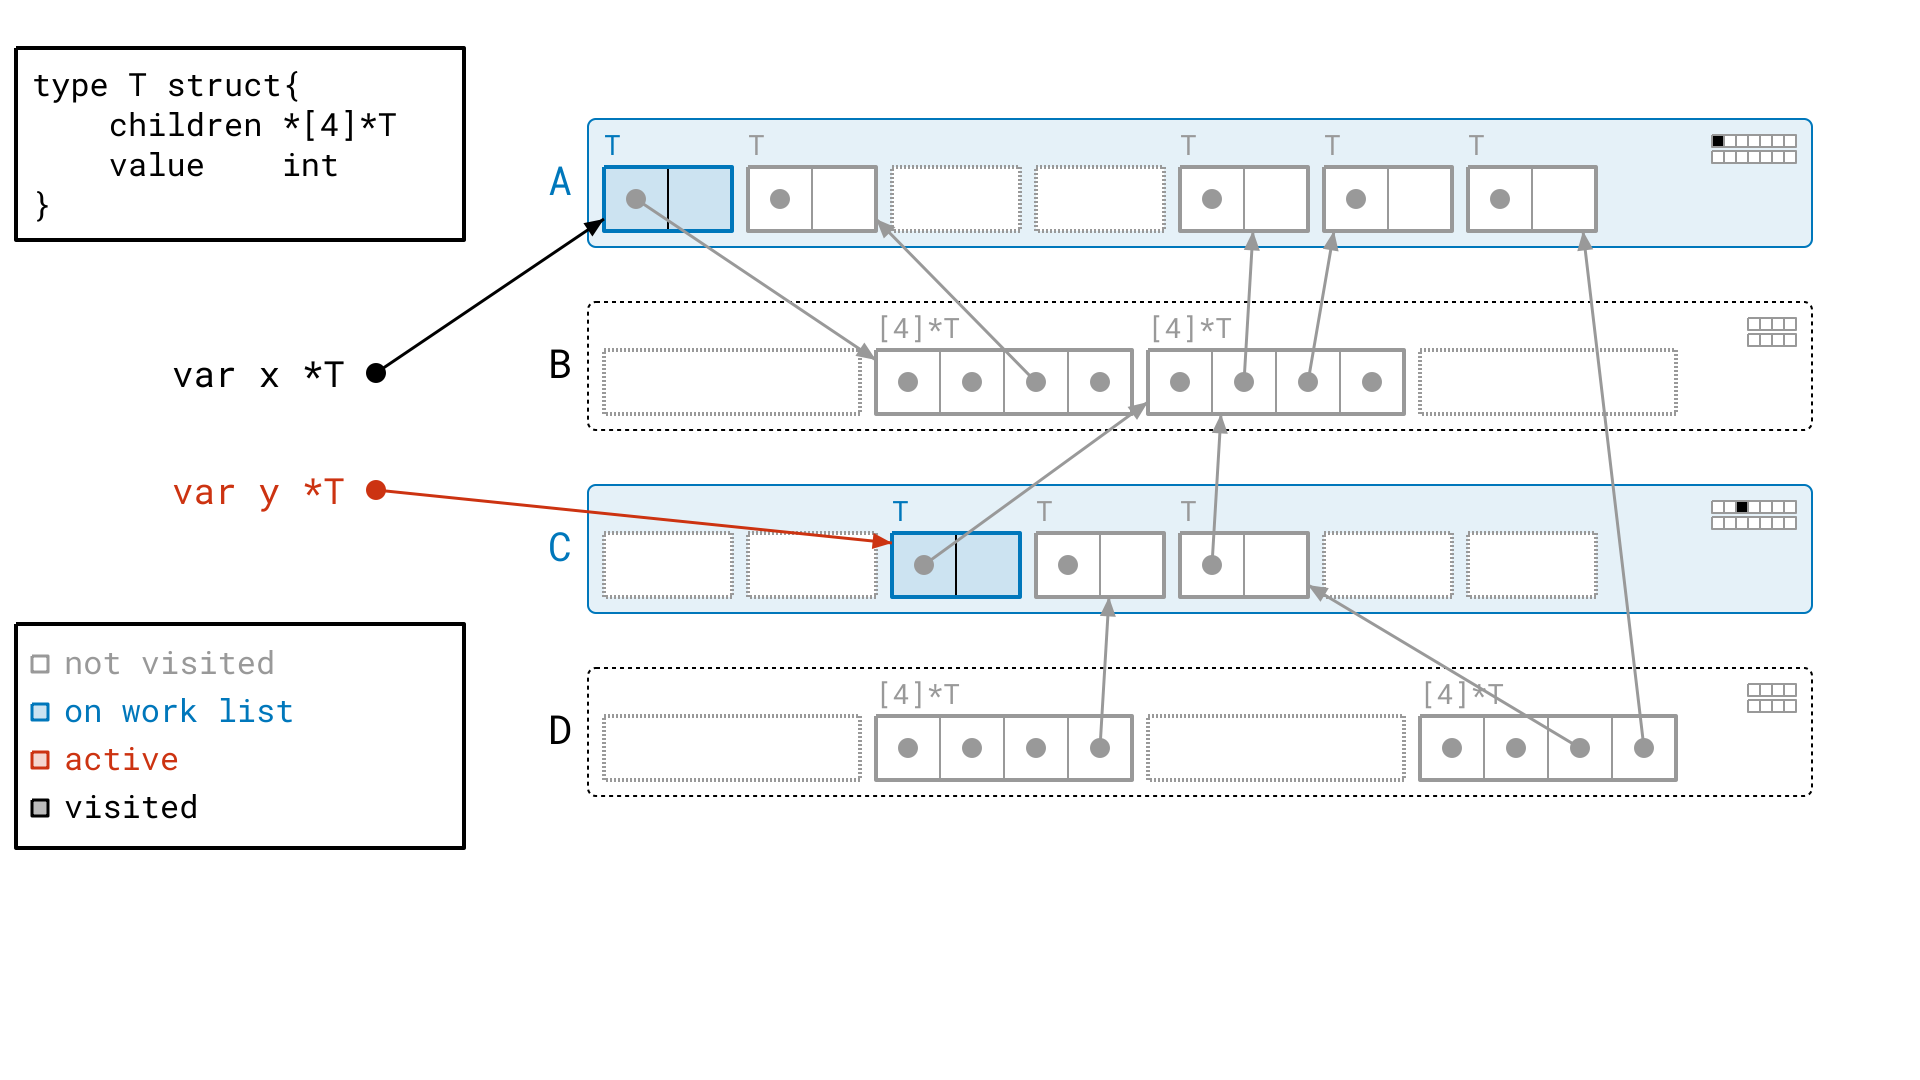 type T struct{
    children *[4]*T
    value    int
}
var x *T
var y *T
not visited
on work list
active
visited
A
T T T T T
B
[4]*T [4]*T
C
T T T
D
[4]*T [4]*T